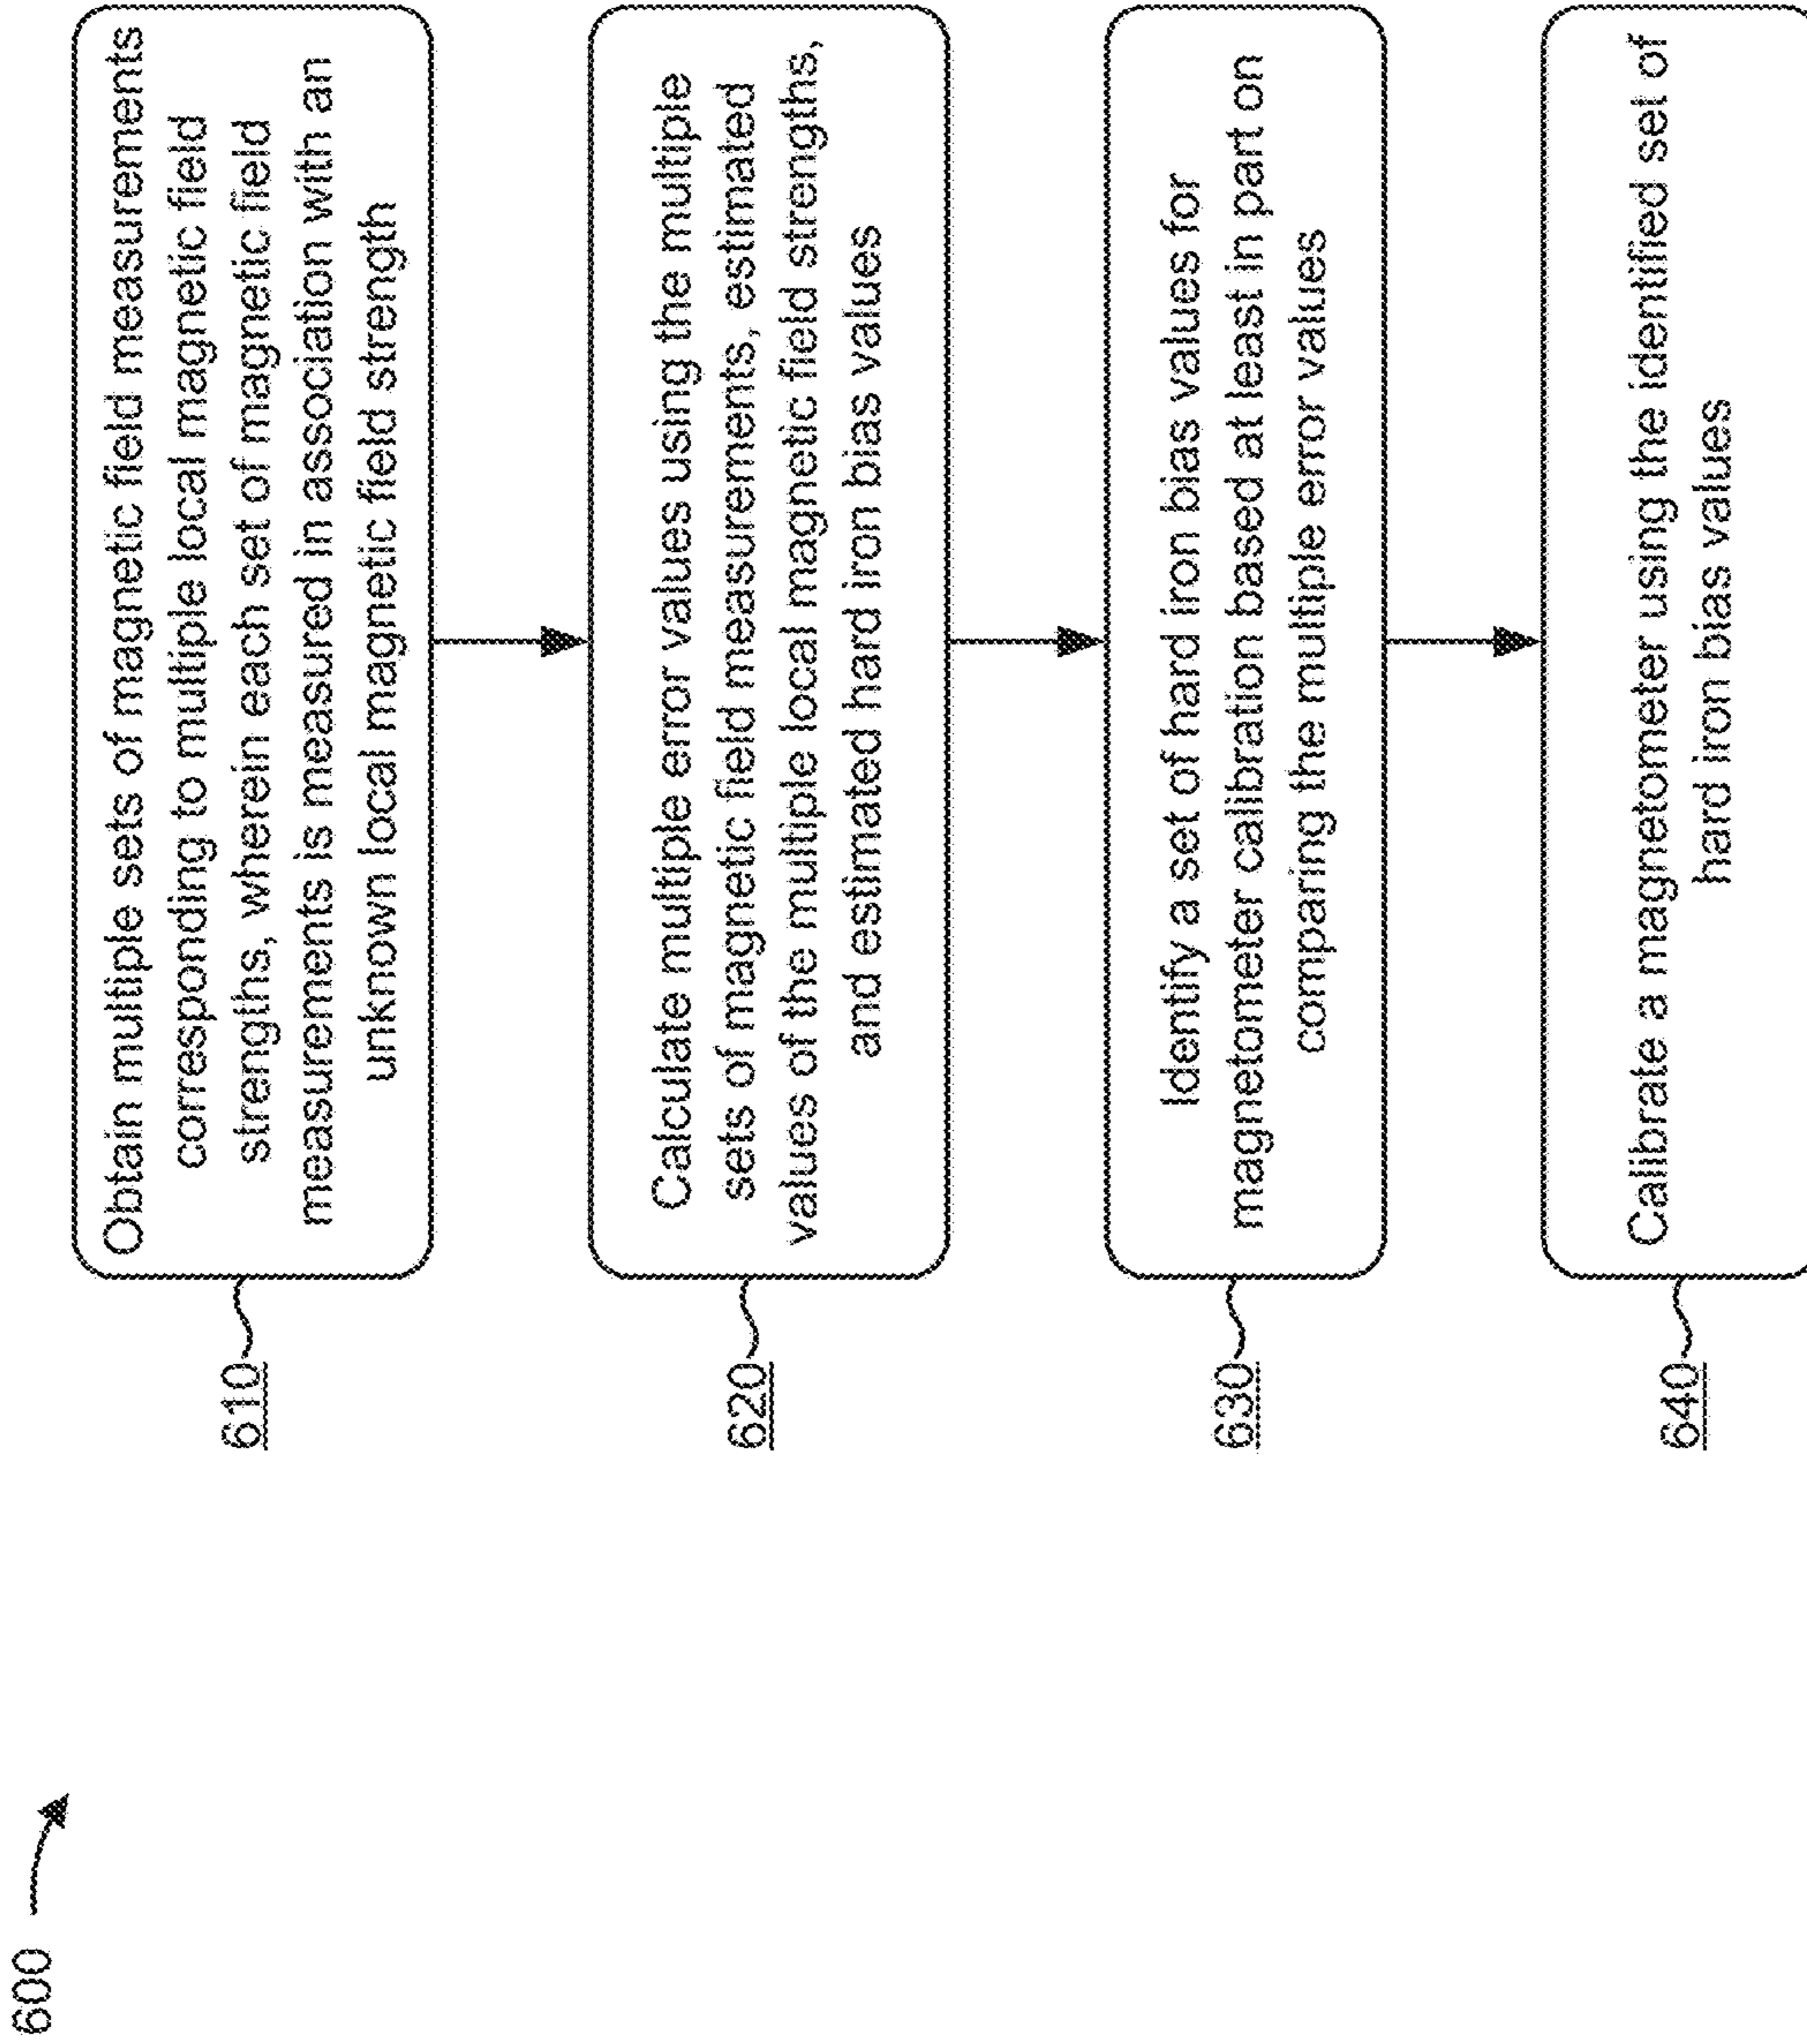 600
610
Obtain multiple sets of magnetic field measurements
corresponding to multiple local magnetic field
strengths, wherein each set of magnetic field
measurements is measured in association with an
unknown local magnetic field strength
620
Calculate multiple error values using the multiple
sets of magnetic field measurements, estimated
values of the multiple local magnetic field strengths,
and estimated hard iron bias values
630
Identify a set of hard iron bias values for
magnetometer calibration based at least in part on
comparing the multiple error values
640
Calibrate a magnetometer using the identified set of
hard iron bias values